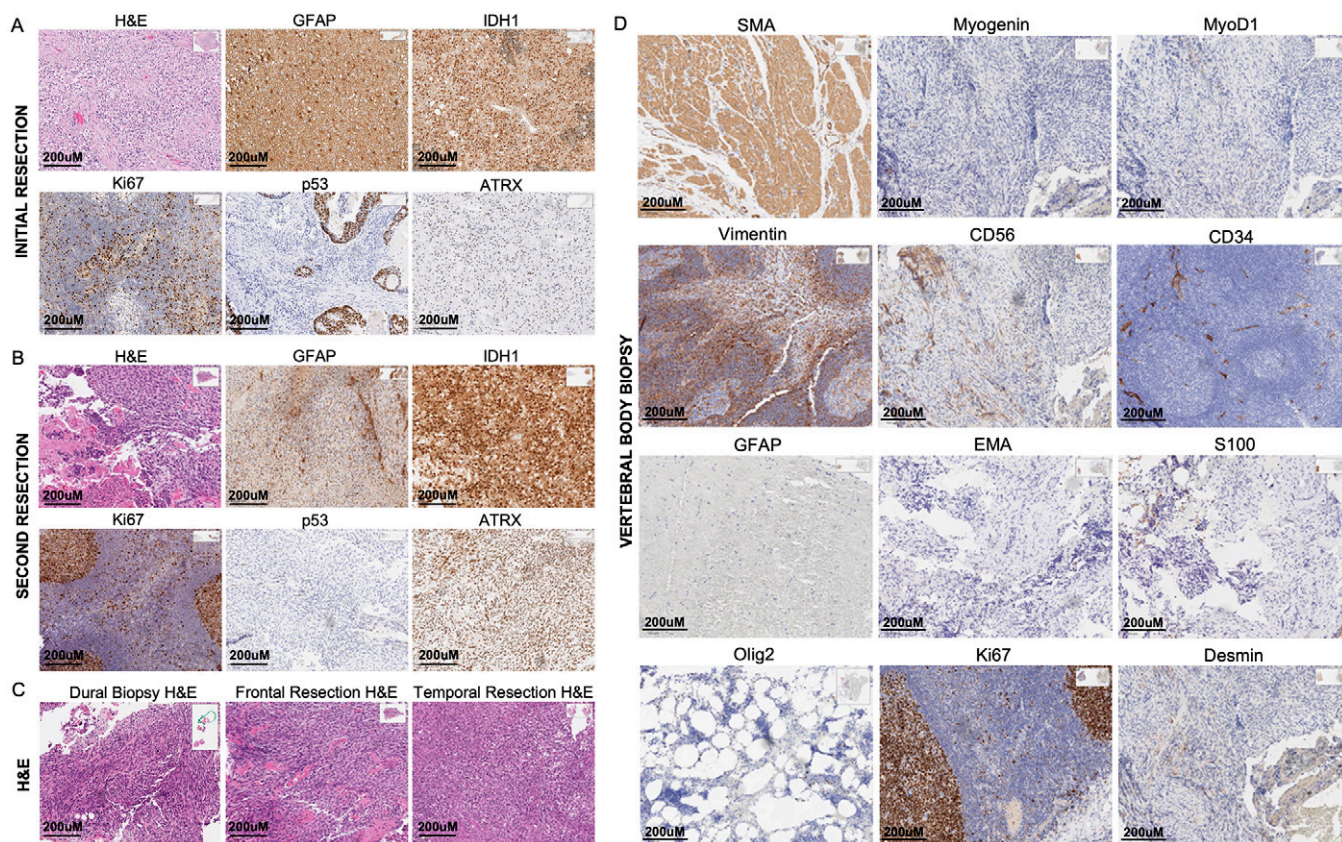 A
H&E GFAP IDH1
INITIAL RESECTION
200uM 200uM 200uM
Ki67 p53 ATRX
200uM 200uM 200uM
B
H&E GFAP IDH1
SECOND RESECTION
200uM 200uM 200uM
Ki67 p53 ATRX
200uM 200uM 200uM
C
Dural Biopsy H&E Frontal Resection H&E Temporal Resection H&E
H&E
200uM 200uM 200uM
D
SMA Myogenin MyoD1
200uM 200uM 200uM
Vimentin CD56 CD34
VERTEBRAL BODY BIOPSY
200uM 200uM 200uM
GFAP EMA S100
200uM 200uM 200uM
Olig2 Ki67 Desmin
200uM 200uM 200uM